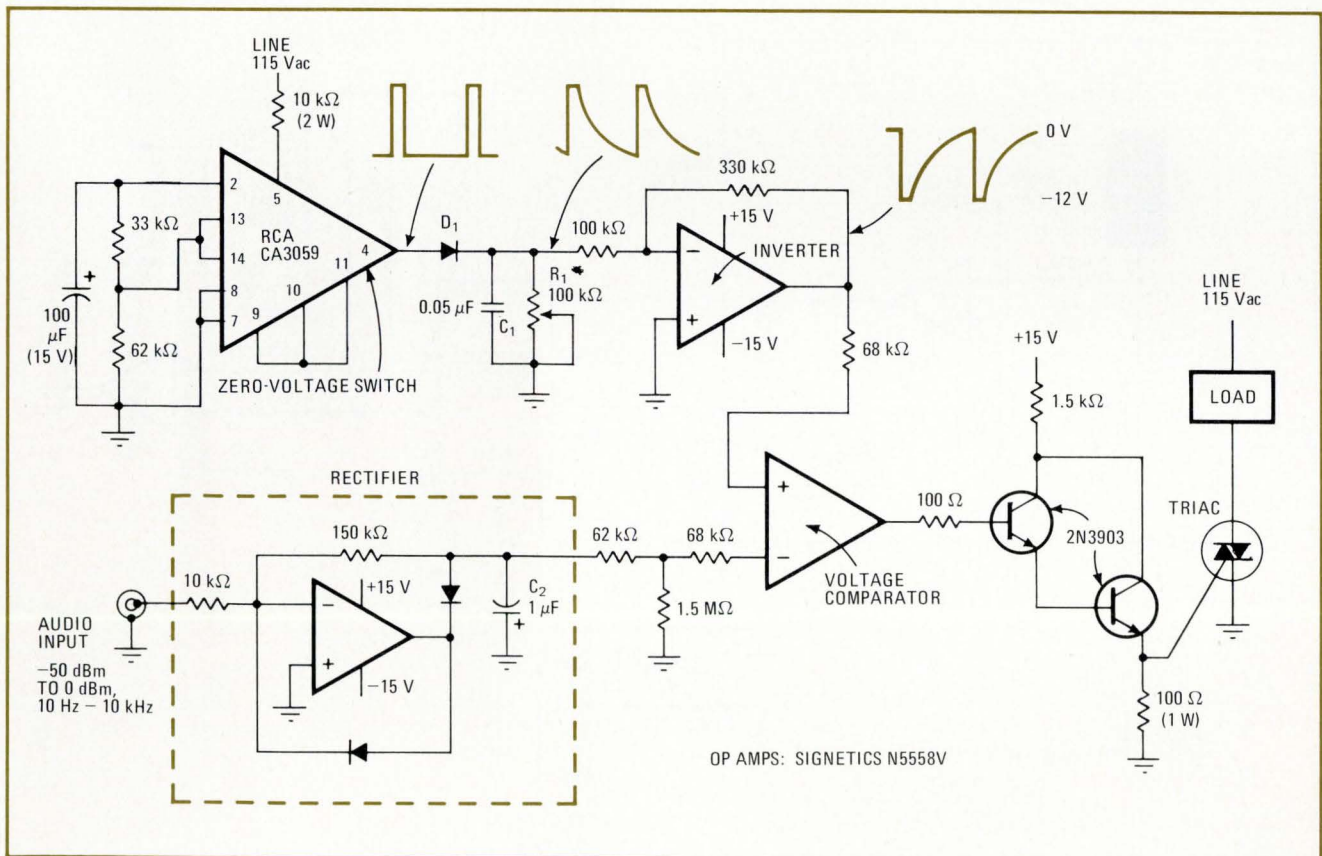 LINE
115 Vac
10 kΩ
(2 W)
2
5
13
14
8
7
9
10
11
4
RCA
CA3059
33 kΩ
62 kΩ
+
100
μF
(15 V)
ZERO-VOLTAGE SWITCH
D1
0.05 μF
C1
R1
100 kΩ
100 kΩ
330 kΩ
+15 V
−
+
−15 V
INVERTER
0 V
−12 V
68 kΩ
RECTIFIER
AUDIO
INPUT
−50 dBm
TO 0 dBm,
10 Hz − 10 kHz
10 kΩ
150 kΩ
+15 V
−
+
−15 V
C2
1 μF
+
62 kΩ
68 kΩ
1.5 MΩ
+
−
VOLTAGE
COMPARATOR
100 Ω
+15 V
1.5 kΩ
2N3903
LINE
115 Vac
LOAD
TRIAC
100 Ω
(1 W)
OP AMPS: SIGNETICS N5558V